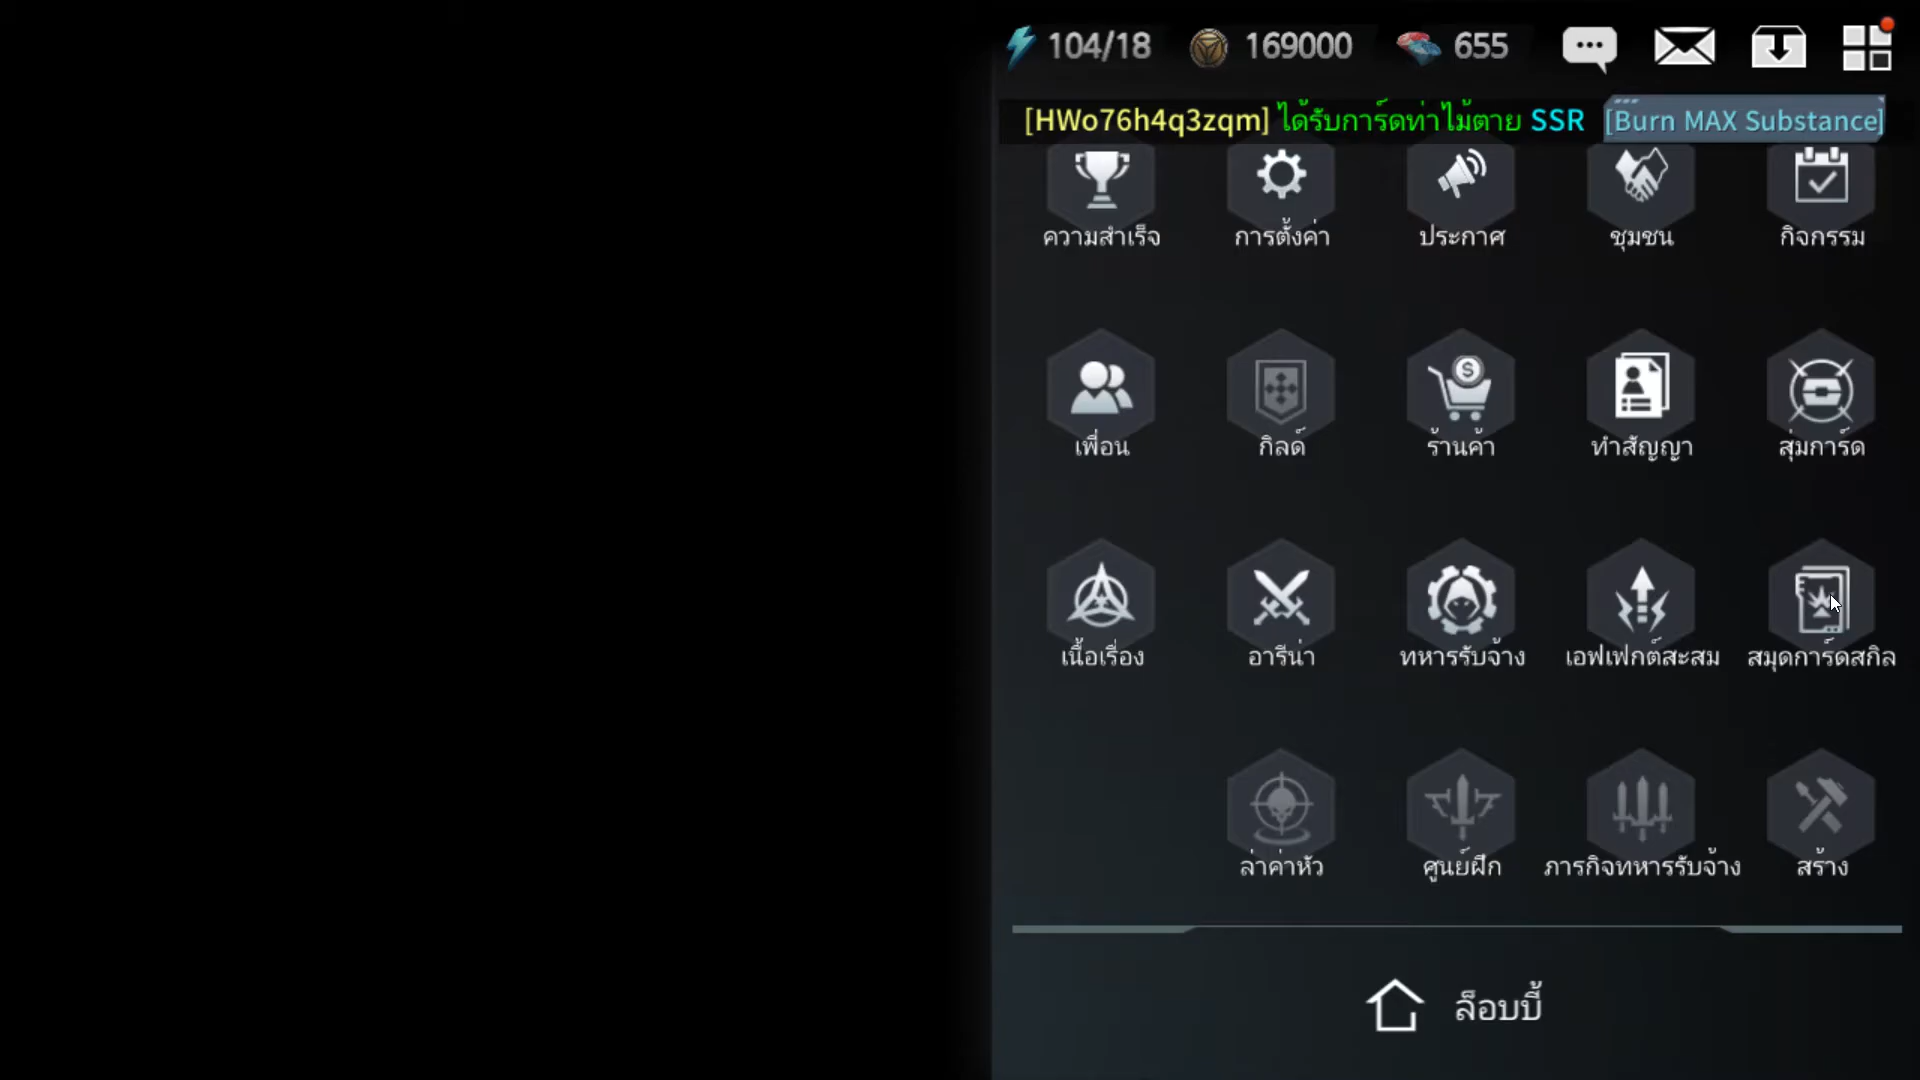 104/18 169000 655
[HWo76h4q3zqm] ได้รับการ์ดท่าไม้ตาย SSR [Burn MAX Substance]
ความสำเร็จ การตั้งค่า ประกาศ ชุมชน กิจกรรม
เพื่อน กิลด์ ร้านค้า ทำสัญญา สุ่มการ์ด
เนื้อเรื่อง อารีน่า ทหารรับจ้าง เอฟเฟกต์สะสม สมุดการ์ดสกิล
ล่าค่าหัว ศูนย์ฝึก ภารกิจทหารรับจ้าง สร้าง
ล็อบบี้